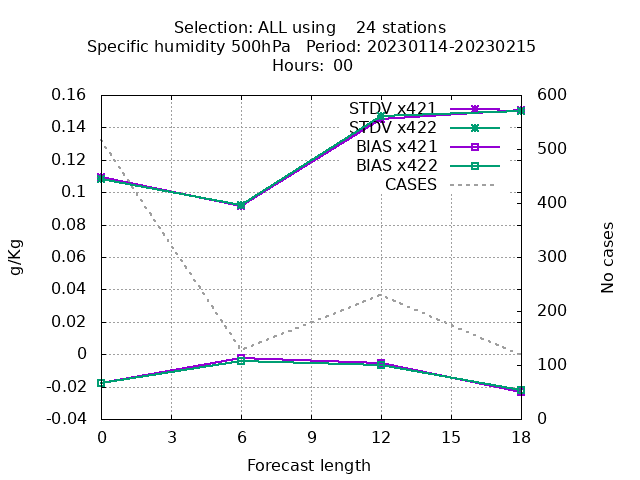 Selection: ALL using    24 stations
Specific humidity 500hPa   Period: 20230114-20230215
Hours:  00
0.16
0.14
0.12
0.1
0.08
0.06
0.04
0.02
0
-0.02
-0.04
g/Kg
STDV x421
STDV x422
BIAS x421
BIAS x422
CASES
600
500
400
300
200
100
0
No cases
0 3 6 9 12 15 18
Forecast length